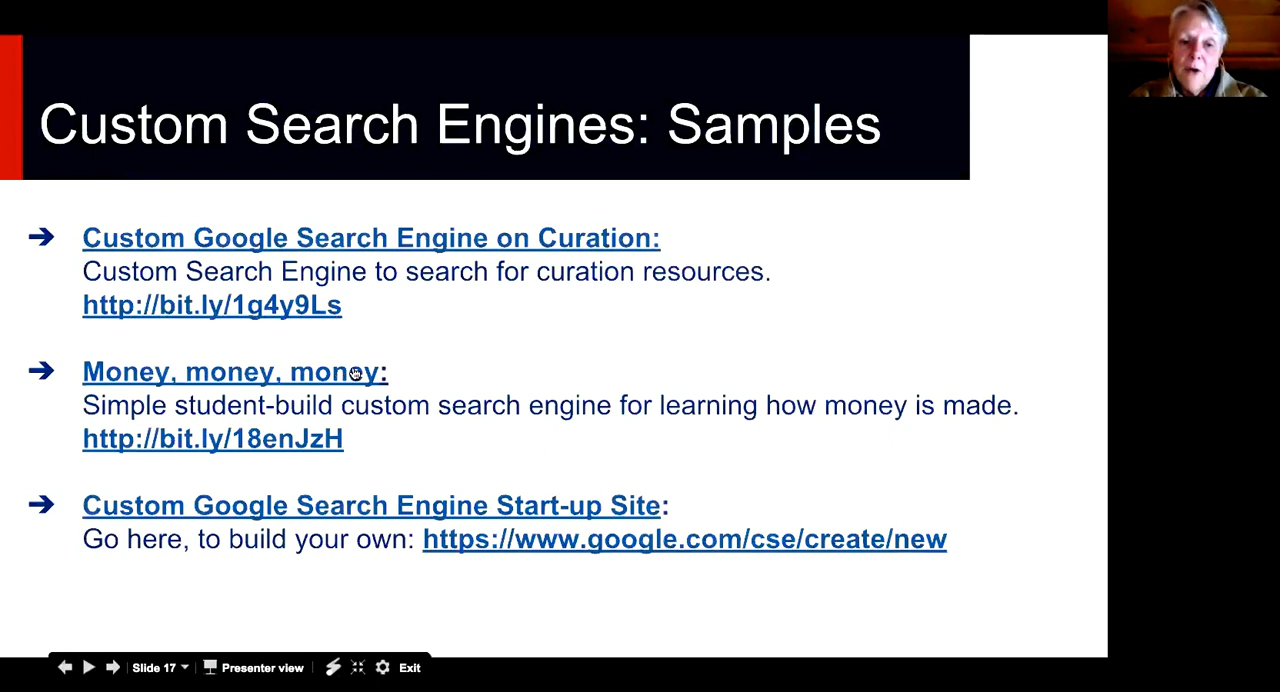 Custom Search Engines: Samples
➔ Custom Google Search Engine on Curation:
Custom Search Engine to search for curation resources.
http://bit.ly/1g4y9Ls
➔ Money, money, money:
Simple student-build custom search engine for learning how money is made.
http://bit.ly/18enJzH
➔ Custom Google Search Engine Start-up Site:
Go here, to build your own: https://www.google.com/cse/create/new
Slide 17 Presenter view Exit